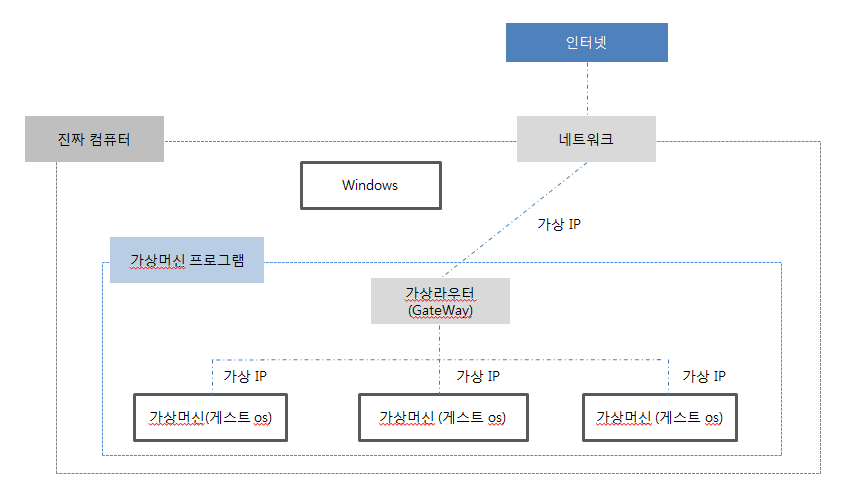 인터넷
진짜 컴퓨터
네트워크
Windows
가상 IP
가상머신 프로그램
가상라우터
(GateWay)
가상 IP
가상 IP
가상 IP
가상머신(게스트 os)
가상머신 (게스트 os)
가상머신 (게스트 os)